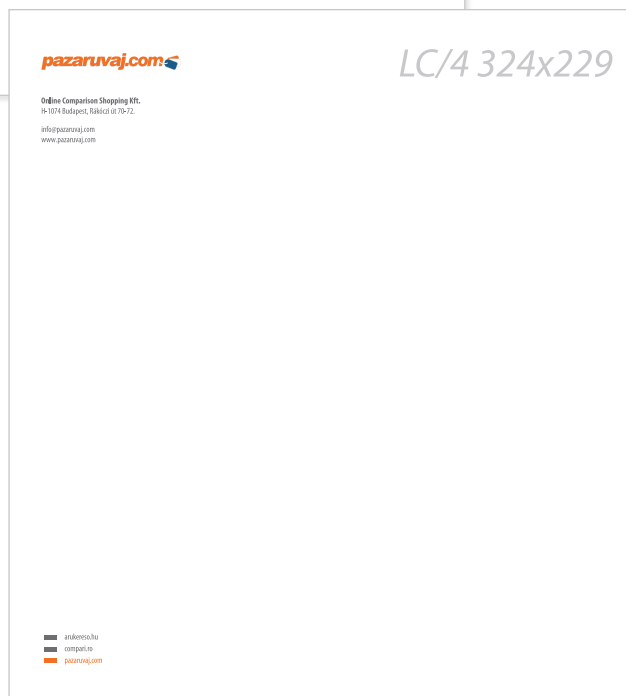 pazaruvaj.com
LC/4 324x229
Online Comparison Shopping Kft.
H-1074 Budapest, Rákóczi út 70-72.
info@pazaruvaj.com
www.pazaruvaj.com
arukereso.hu
compari.ro
pazaruvaj.com